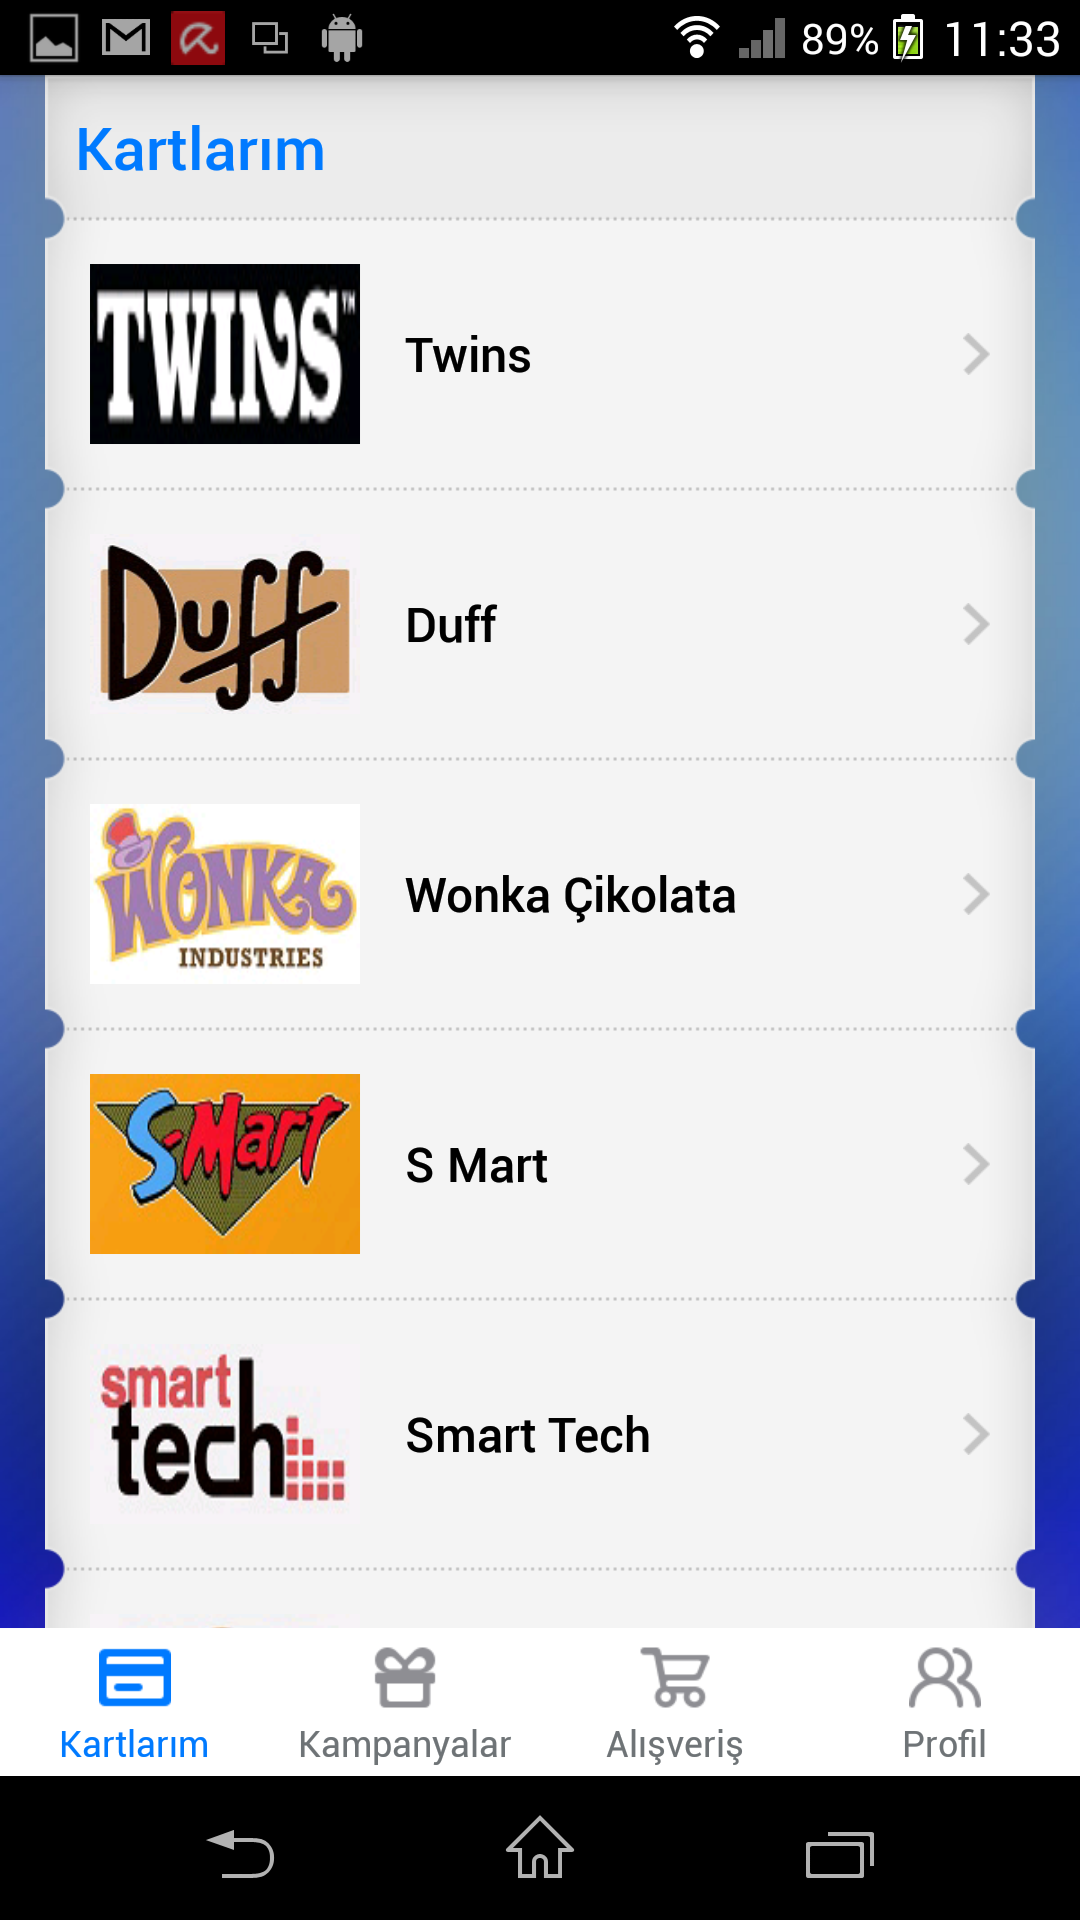 89% 11:33
Kartlarım
TWINS™
Twins
Duff
Duff
WONKA
INDUSTRIES
Wonka Çikolata
S-Mart
S Mart
smart
tech
Smart Tech
Kartlarım Kampanyalar Alışveriş Profil